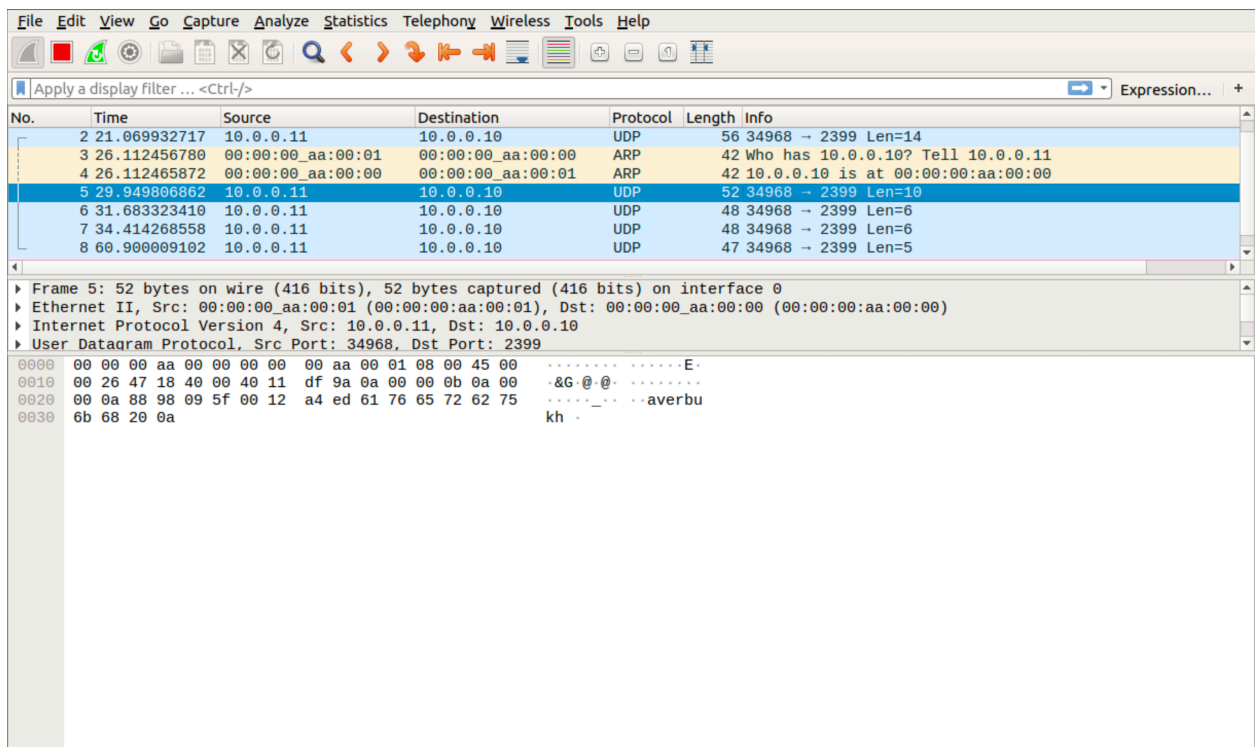 File Edit View Go Capture Analyze Statistics Telephony Wireless Tools Help
Apply a display filter … <Ctrl-/> Expression… +
No. Time Source Destination Protocol Length Info
2 21.069932717 10.0.0.11 10.0.0.10 UDP 56 34968 → 2399 Len=14
3 26.112456780 00:00:00_aa:00:01 00:00:00_aa:00:00 ARP 42 Who has 10.0.0.10? Tell 10.0.0.11
4 26.112465872 00:00:00_aa:00:00 00:00:00_aa:00:01 ARP 42 10.0.0.10 is at 00:00:00:aa:00:00
5 29.949806862 10.0.0.11 10.0.0.10 UDP 52 34968 → 2399 Len=10
6 31.683323410 10.0.0.11 10.0.0.10 UDP 48 34968 → 2399 Len=6
7 34.414268558 10.0.0.11 10.0.0.10 UDP 48 34968 → 2399 Len=6
8 60.900009102 10.0.0.11 10.0.0.10 UDP 47 34968 → 2399 Len=5
Frame 5: 52 bytes on wire (416 bits), 52 bytes captured (416 bits) on interface 0
Ethernet II, Src: 00:00:00_aa:00:01 (00:00:00:aa:00:01), Dst: 00:00:00_aa:00:00 (00:00:00:aa:00:00)
Internet Protocol Version 4, Src: 10.0.0.11, Dst: 10.0.0.10
User Datagram Protocol, Src Port: 34968, Dst Port: 2399
0000 00 00 00 aa 00 00 00 00 00 aa 00 01 08 00 45 00 ········ ······E·
0010 00 26 47 18 40 00 40 11 df 9a 0a 00 00 0b 0a 00 ·&G·@·@· ········
0020 00 0a 88 98 09 5f 00 12 a4 ed 61 76 65 72 62 75 ·····_·· ··averbu
0030 6b 68 20 0a kh ·